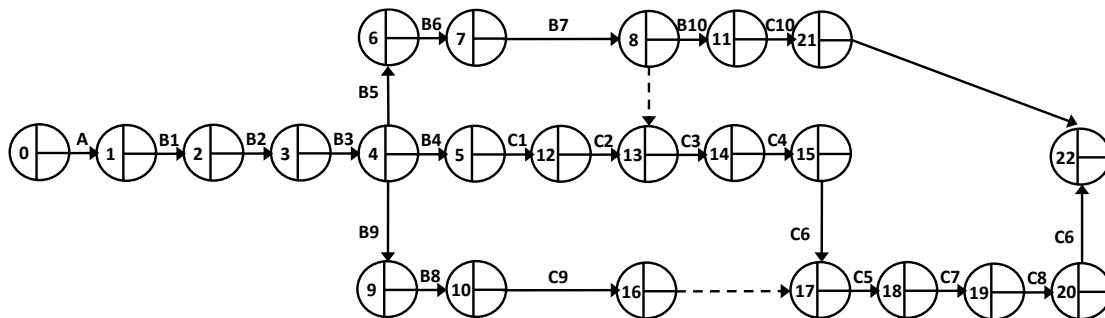 B6 B7 B10 C10
6 7 8 11 21
B5
A B1 B2 B3 B4 C1 C2 C3 C4
0 1 2 3 4 5 12 13 14 15 22
B9 C6 C6
B8 C9 C5 C7 C8
9 10 16 17 18 19 20